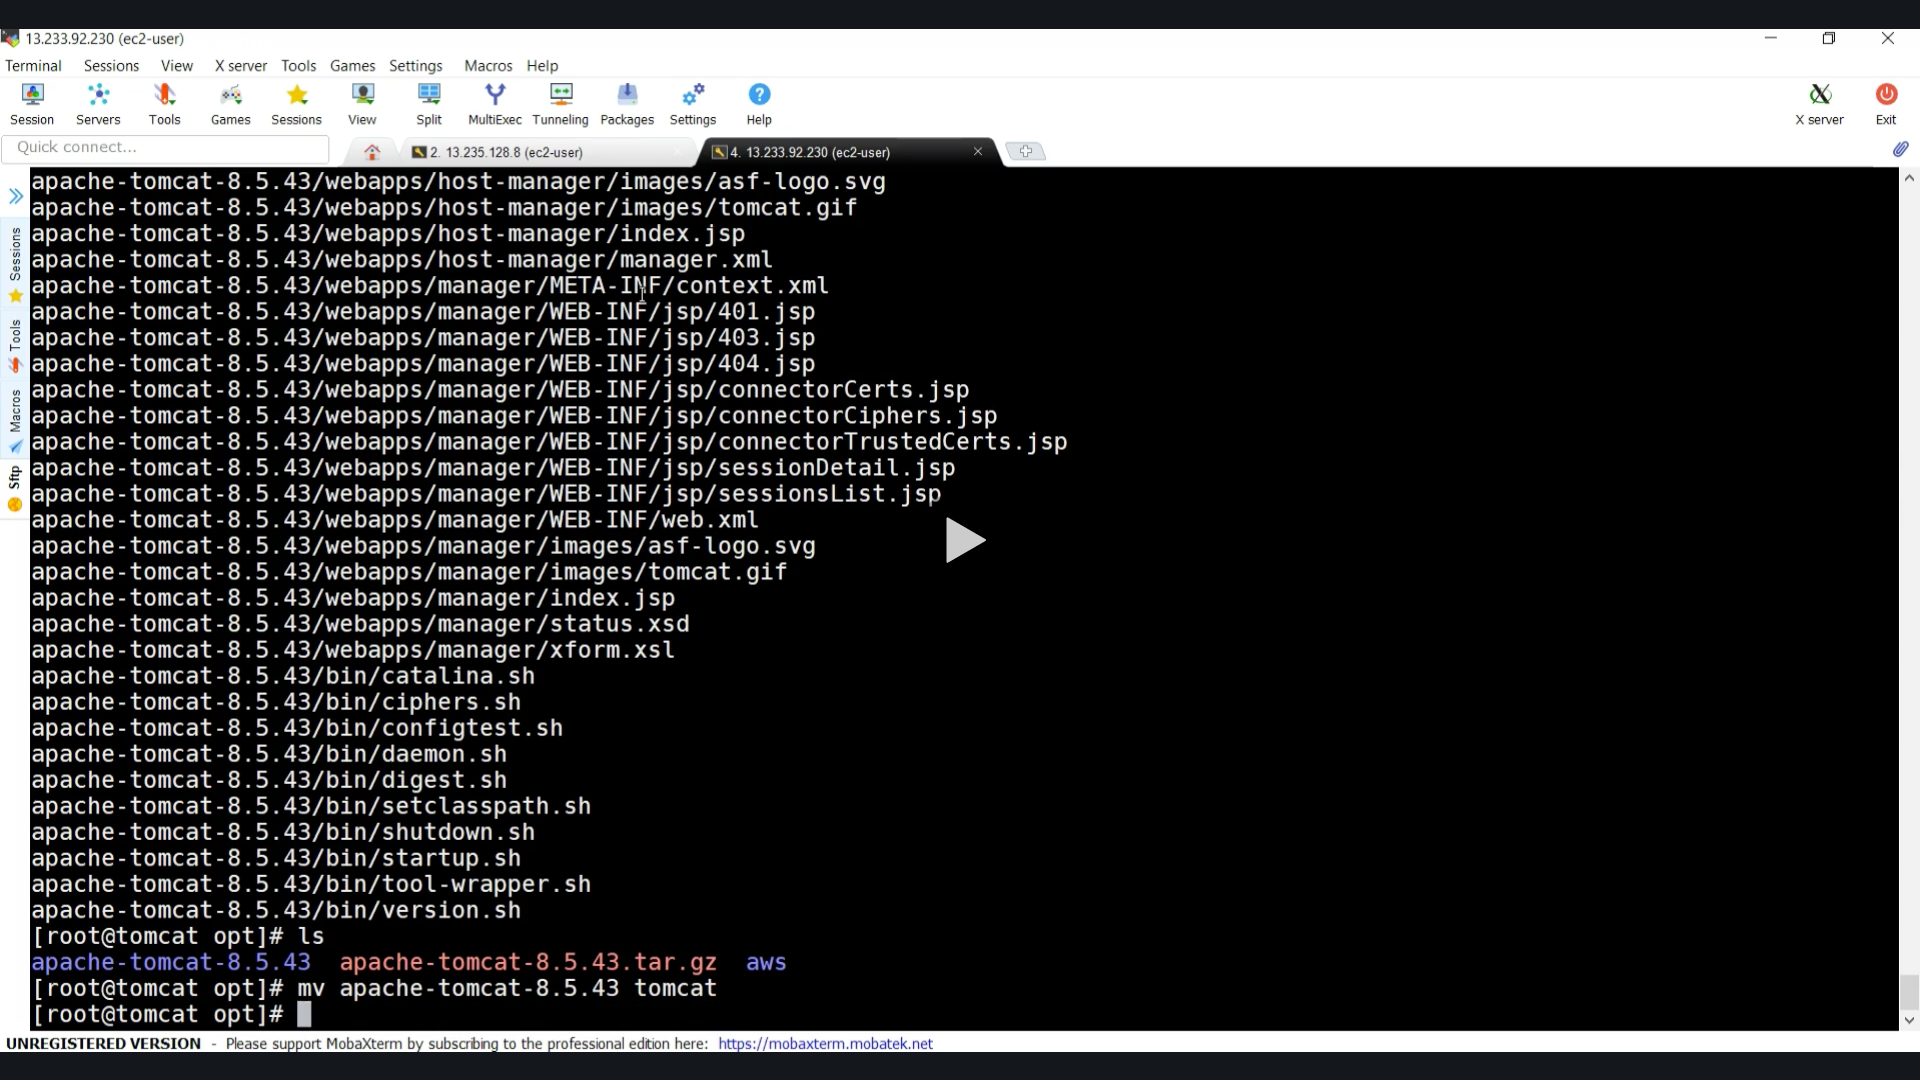 13.233.92.230 (ec2-user)
Terminal Sessions View X server Tools Games Settings Macros Help
Session Servers Tools Games Sessions View Split MultiExec Tunneling Packages Settings Help X server Exit
Quick connect... 2. 13.235.128.8 (ec2-user) 4. 13.233.92.230 (ec2-user)
Sessions
Tools
Macros
Sftp
apache-tomcat-8.5.43/webapps/host-manager/images/asf-logo.svg
apache-tomcat-8.5.43/webapps/host-manager/images/tomcat.gif
apache-tomcat-8.5.43/webapps/host-manager/index.jsp
apache-tomcat-8.5.43/webapps/host-manager/manager.xml
apache-tomcat-8.5.43/webapps/manager/META-INF/context.xml
apache-tomcat-8.5.43/webapps/manager/WEB-INF/jsp/401.jsp
apache-tomcat-8.5.43/webapps/manager/WEB-INF/jsp/403.jsp
apache-tomcat-8.5.43/webapps/manager/WEB-INF/jsp/404.jsp
apache-tomcat-8.5.43/webapps/manager/WEB-INF/jsp/connectorCerts.jsp
apache-tomcat-8.5.43/webapps/manager/WEB-INF/jsp/connectorCiphers.jsp
apache-tomcat-8.5.43/webapps/manager/WEB-INF/jsp/connectorTrustedCerts.jsp
apache-tomcat-8.5.43/webapps/manager/WEB-INF/jsp/sessionDetail.jsp
apache-tomcat-8.5.43/webapps/manager/WEB-INF/jsp/sessionsList.jsp
apache-tomcat-8.5.43/webapps/manager/WEB-INF/web.xml
apache-tomcat-8.5.43/webapps/manager/images/asf-logo.svg
apache-tomcat-8.5.43/webapps/manager/images/tomcat.gif
apache-tomcat-8.5.43/webapps/manager/index.jsp
apache-tomcat-8.5.43/webapps/manager/status.xsd
apache-tomcat-8.5.43/webapps/manager/xform.xsl
apache-tomcat-8.5.43/bin/catalina.sh
apache-tomcat-8.5.43/bin/ciphers.sh
apache-tomcat-8.5.43/bin/configtest.sh
apache-tomcat-8.5.43/bin/daemon.sh
apache-tomcat-8.5.43/bin/digest.sh
apache-tomcat-8.5.43/bin/setclasspath.sh
apache-tomcat-8.5.43/bin/shutdown.sh
apache-tomcat-8.5.43/bin/startup.sh
apache-tomcat-8.5.43/bin/tool-wrapper.sh
apache-tomcat-8.5.43/bin/version.sh
[root@tomcat opt]# ls
apache-tomcat-8.5.43 apache-tomcat-8.5.43.tar.gz aws
[root@tomcat opt]# mv apache-tomcat-8.5.43 tomcat
[root@tomcat opt]#
UNREGISTERED VERSION - Please support MobaXterm by subscribing to the professional edition here: https://mobaxterm.mobatek.net